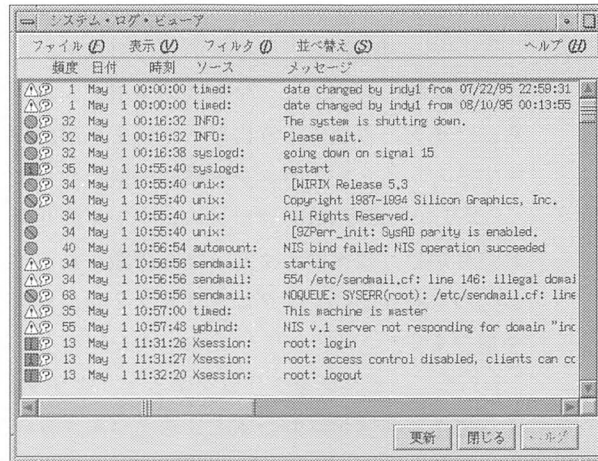 システム・ログ・ビューア
ファイル(F) 表示(V) フィルタ(I) 並べ替え(S) ヘルプ(H)
頻度 日付 時刻 ソース メッセージ
1 May 1 00:00:00 timed: date changed by indy1 from 07/22/95 22:59:31
1 May 1 00:00:00 timed: date changed by indy1 from 08/10/95 00:13:55
32 May 1 00:16:32 INFO: The system is shutting down.
32 May 1 00:16:32 INFO: Please wait.
32 May 1 00:16:38 syslogd: going down on signal 15
35 May 1 10:55:40 syslogd: restart
34 May 1 10:55:40 unix: [WIRIX Release 5.3
34 May 1 10:55:40 unix: Copyright 1987-1994 Silicon Graphics, Inc.
34 May 1 10:55:40 unix: All Rights Reserved.
34 May 1 10:55:40 unix: [9ZPerr_init: SysAD parity is enabled.
40 May 1 10:56:54 automount: NIS bind failed: NIS operation succeeded
34 May 1 10:56:56 sendmail: starting
34 May 1 10:56:56 sendmail: 554 /etc/sendmail.cf: line 146: illegal domai
68 May 1 10:56:56 sendmail: NOQUEUE: SYSERR(root): /etc/sendmail.cf: line
35 May 1 10:57:00 timed: This machine is master
55 May 1 10:57:48 ypbind: NIS v.1 server not responding for domain "inc
13 May 1 11:31:26 Xsession: root: login
13 May 1 11:31:27 Xsession: root: access control disabled, clients can cc
13 May 1 11:32:20 Xsession: root: logout
更新 閉じる ヘルプ